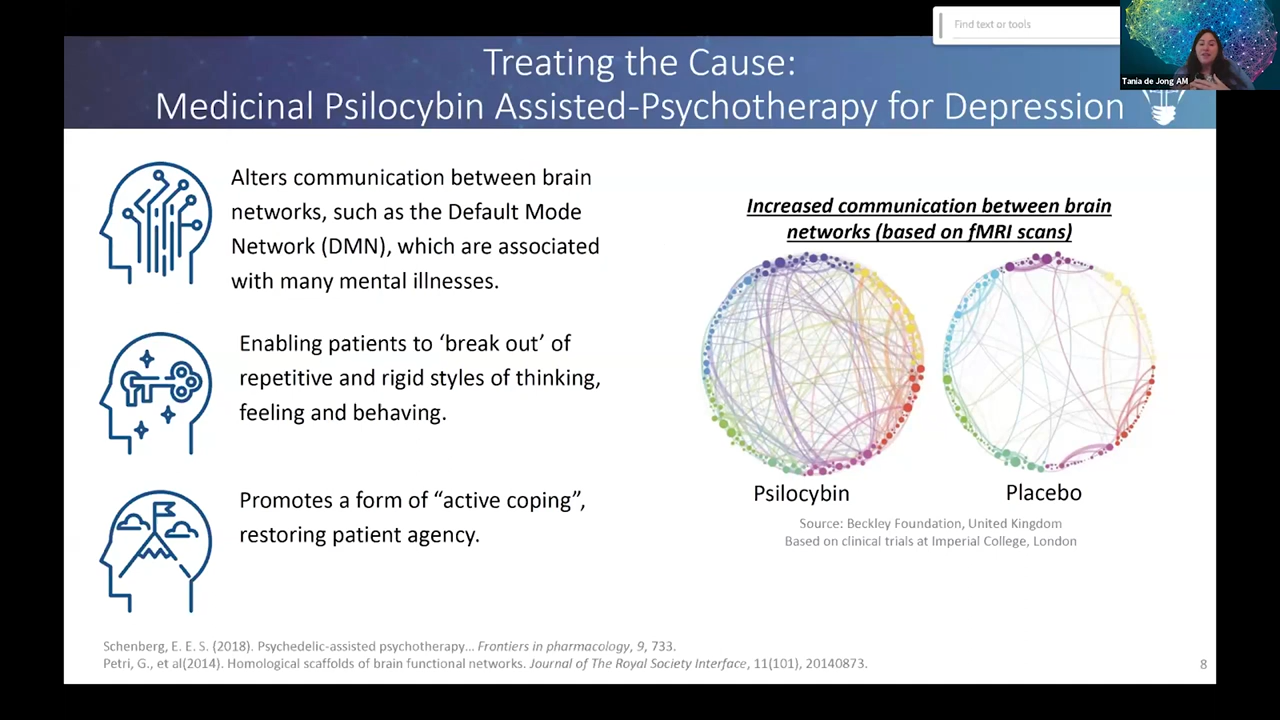 Find text or tools
Tania de Jong AM
Treating the Cause:
Medicinal Psilocybin Assisted-Psychotherapy for Depression
Alters communication between brain
networks, such as the Default Mode
Network (DMN), which are associated
with many mental illnesses.
Enabling patients to ‘break out’ of
repetitive and rigid styles of thinking,
feeling and behaving.
Promotes a form of “active coping”,
restoring patient agency.
Increased communication between brain
networks (based on fMRI scans)
Psilocybin
Placebo
Source: Beckley Foundation, United Kingdom
Based on clinical trials at Imperial College, London
Schenberg, E. E. S. (2018). Psychedelic-assisted psychotherapy... Frontiers in pharmacology, 9, 733.
Petri, G., et al(2014). Homological scaffolds of brain functional networks. Journal of The Royal Society Interface, 11(101), 20140873.
8